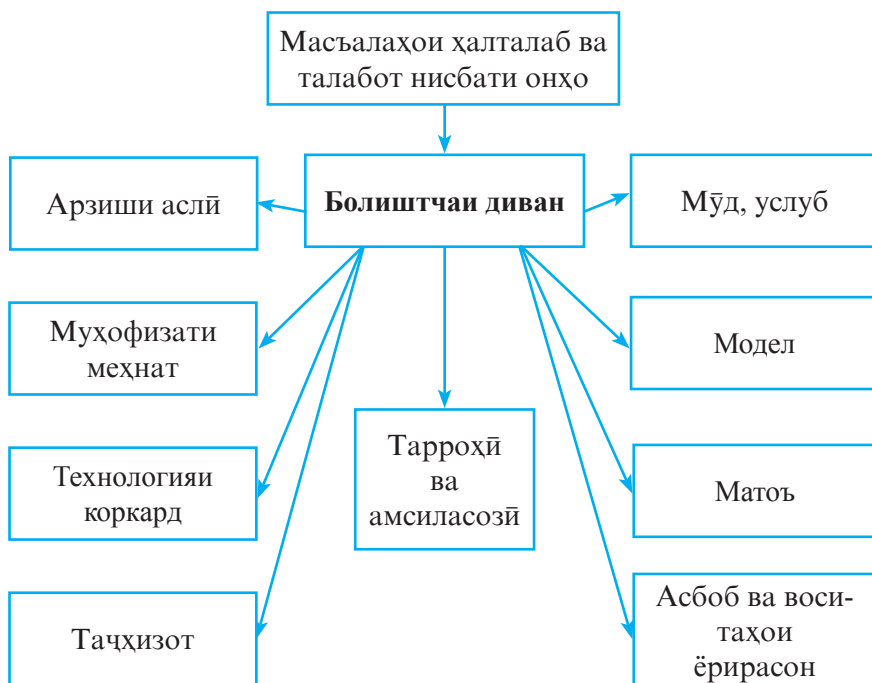 Масъалаҳои ҳалталаб ва
талабот нисбати онҳо
Арзиши аслӣ
Болиштчаи диван
Мӯд, услуб
Муҳофизати
меҳнат
Модел
Тарроҳӣ
ва
амсиласозӣ
Технологияи
коркард
Матоъ
Таҷҳизот
Асбоб ва воси-
таҳои
ёрирасон